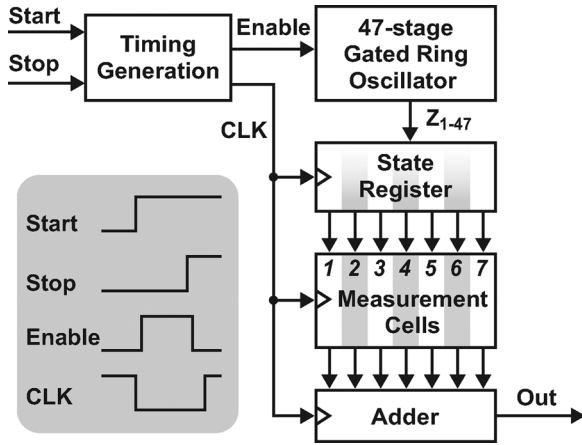 Start
Stop
Timing
Generation
Enable
CLK
47-stage
Gated Ring
Oscillator
Z1-47
State
Register
1 2 3 4 5 6 7
Measurement
Cells
Adder
Out
Start
Stop
Enable
CLK